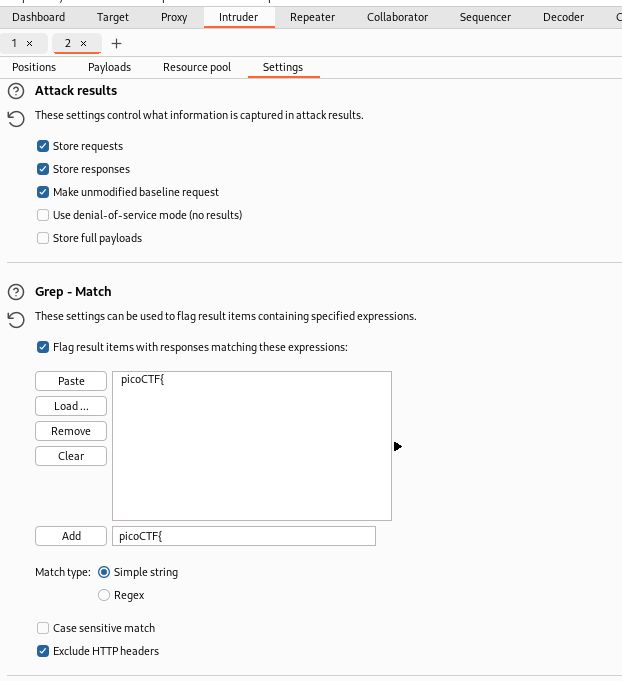 Dashboard Target Proxy Intruder Repeater Collaborator Sequencer Decoder
1 × 2 × +
Positions Payloads Resource pool Settings
? Attack results
These settings control what information is captured in attack results.
Store requests
Store responses
Make unmodified baseline request
Use denial-of-service mode (no results)
Store full payloads
? Grep - Match
These settings can be used to flag result items containing specified expressions.
Flag result items with responses matching these expressions:
Paste picoCTF{
Load ...
Remove
Clear
Add picoCTF{
Match type: Simple string
Regex
Case sensitive match
Exclude HTTP headers